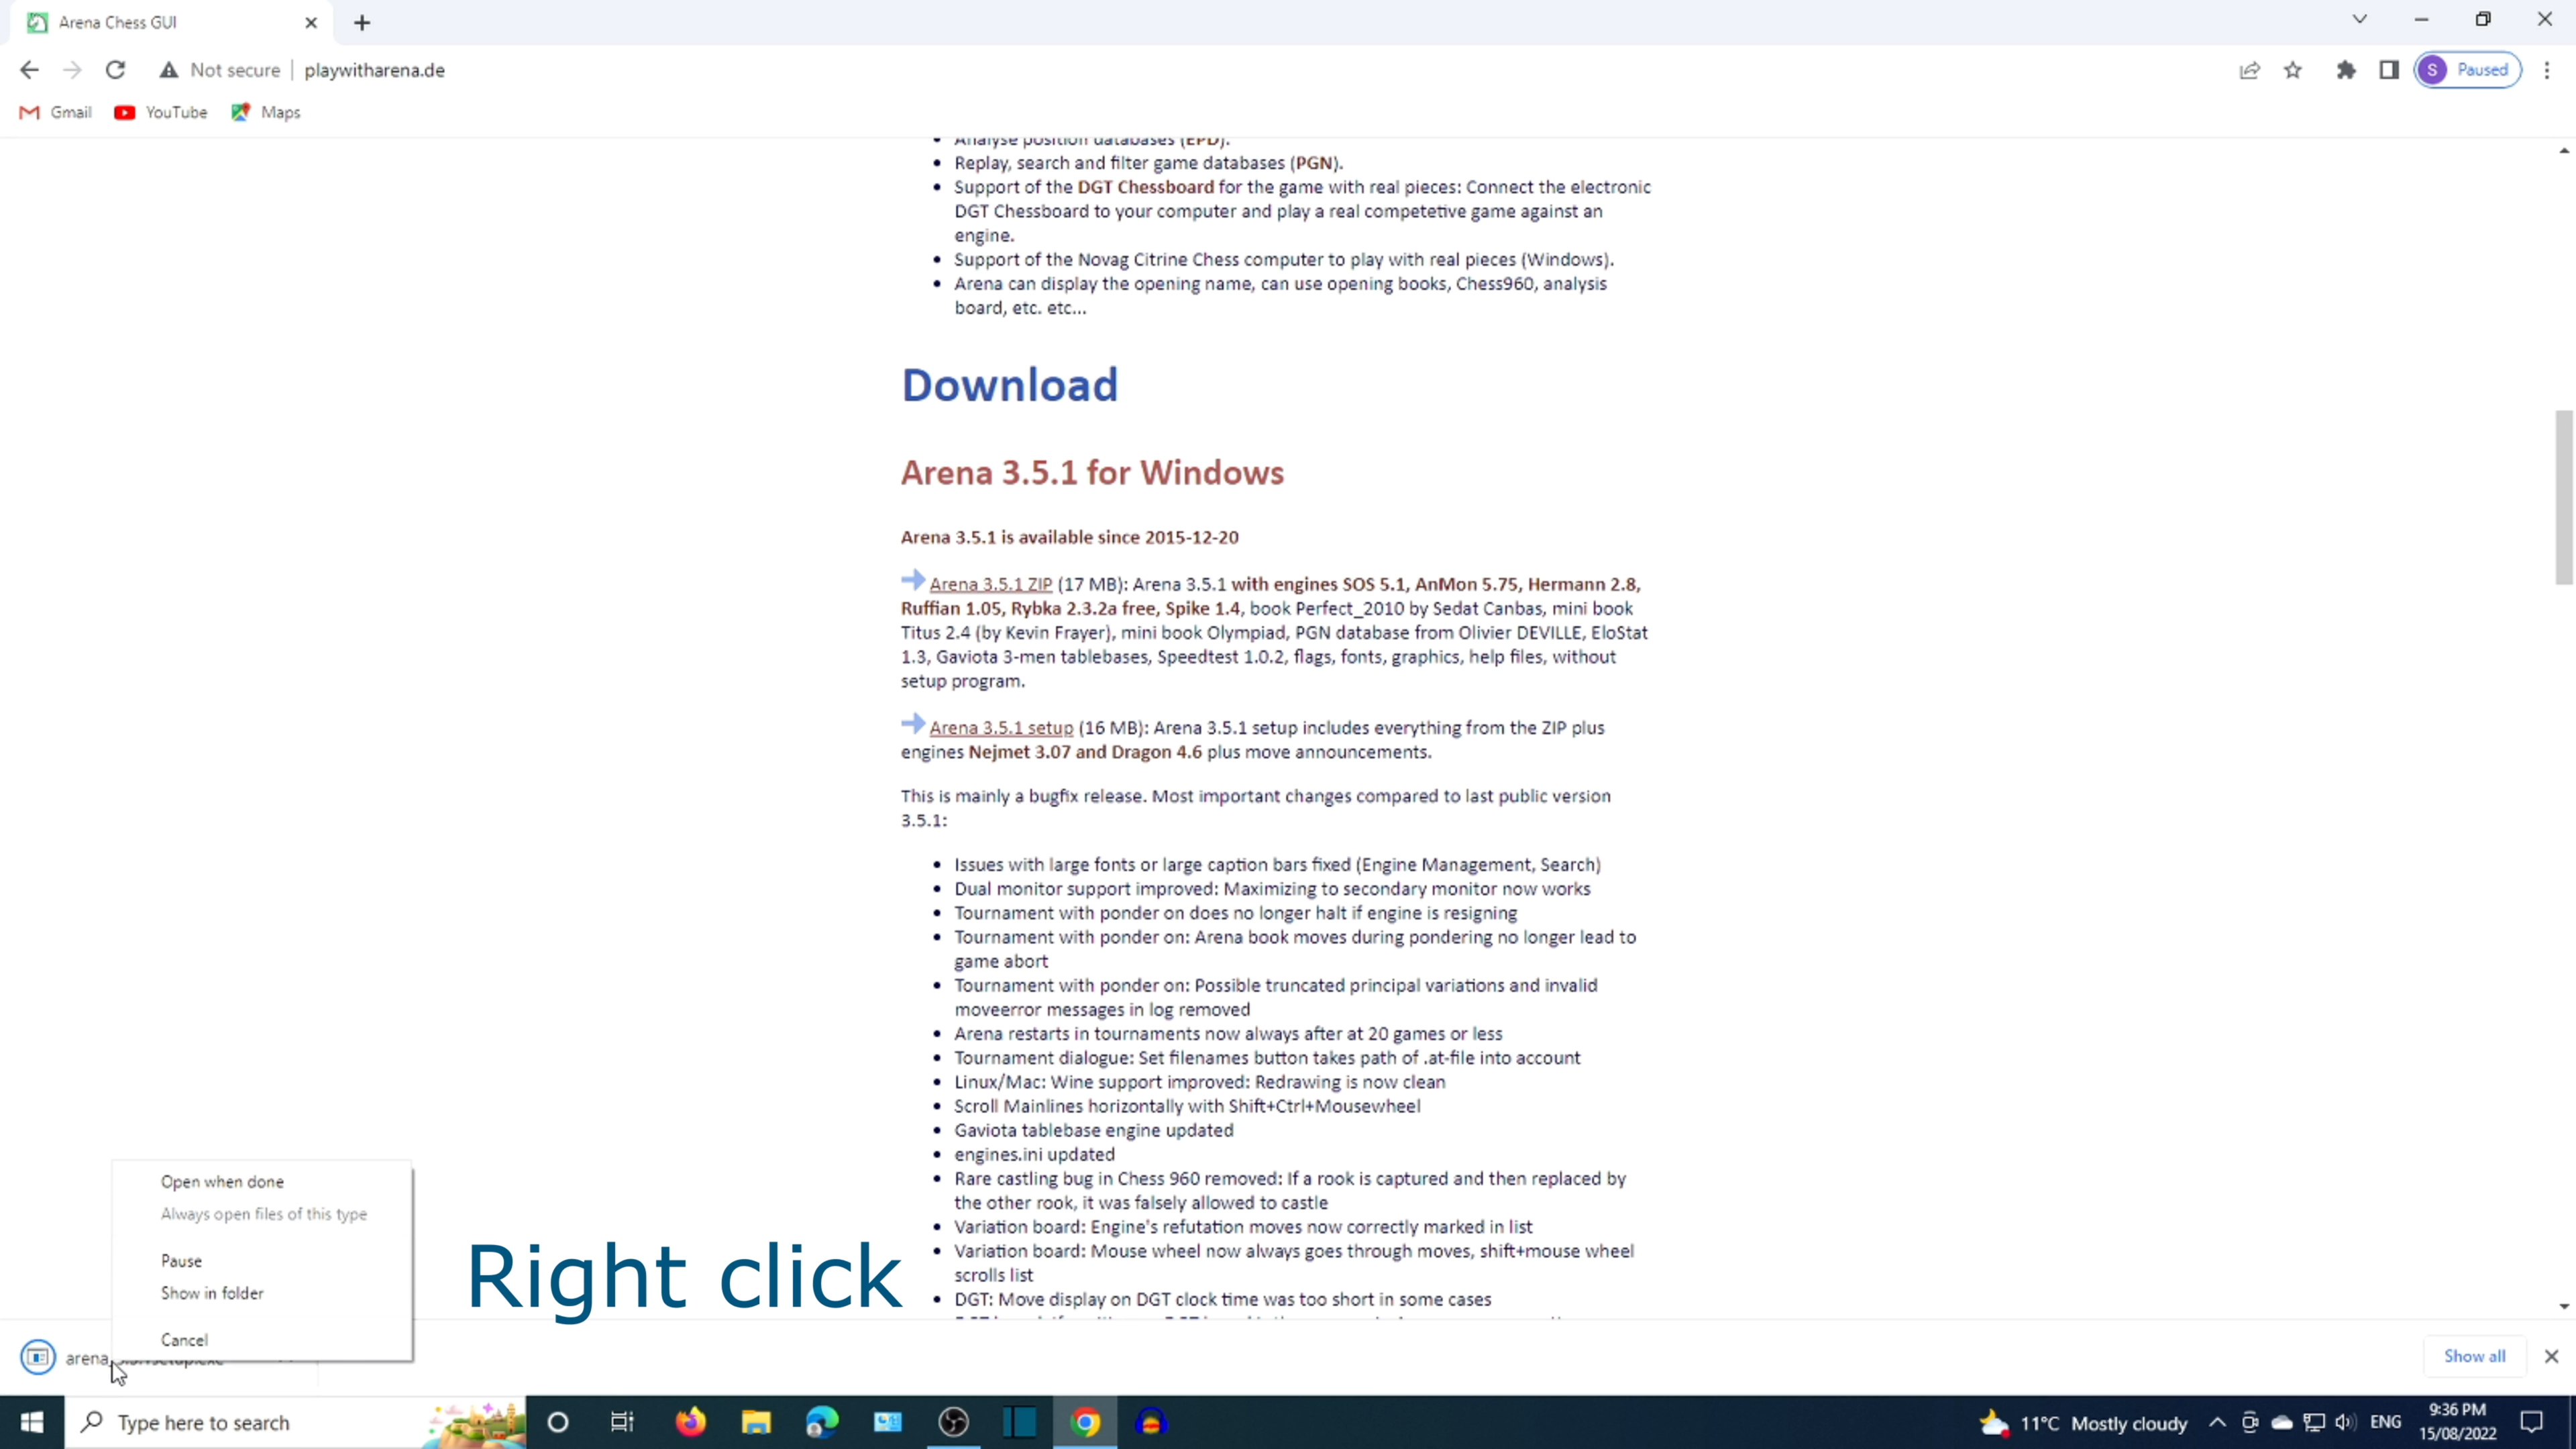 Arena Chess GUI
Not secure
playwitharena.de
Paused
S
Gmail
YouTube
Maps
Analyse position databases (EPD).
Replay, search and filter game databases (PGN).
Support of the DGT Chessboard for the game with real pieces: Connect the electronic
DGT Chessboard to your computer and play a real competetive game against an
engine.
Support of the Novag Citrine Chess computer to play with real pieces (Windows).
Arena can display the opening name, can use opening books, Chess960, analysis
board, etc. etc...
Download
Arena 3.5.1 for Windows
Arena 3.5.1 is available since 2015-12-20
Arena 3.5.1 ZIP (17 MB): Arena 3.5.1 with engines SOS 5.1, AnMon 5.75, Hermann 2.8,
Ruffian 1.05, Rybka 2.3.2a free, Spike 1.4, book Perfect_2010 by Sedat Canbas, mini book
Titus 2.4 (by Kevin Frayer), mini book Olympiad, PGN database from Olivier DEVILLE, EloStat
1.3, Gaviota 3-men tablebases, Speedtest 1.0.2, flags, fonts, graphics, help files, without
setup program.
Arena 3.5.1 setup (16 MB): Arena 3.5.1 setup includes everything from the ZIP plus
engines Nejmet 3.07 and Dragon 4.6 plus move announcements.
This is mainly a bugfix release. Most important changes compared to last public version
3.5.1:
Issues with large fonts or large caption bars fixed (Engine Management, Search)
Dual monitor support improved: Maximizing to secondary monitor now works
Tournament with ponder on does no longer halt if engine is resigning
Tournament with ponder on: Arena book moves during pondering no longer lead to
game abort
Tournament with ponder on: Possible truncated principal variations and invalid
moveerror messages in log removed
Arena restarts in tournaments now always after at 20 games or less
Tournament dialogue: Set filenames button takes path of .at-file into account
Linux/Mac: Wine support improved: Redrawing is now clean
Scroll Mainlines horizontally with Shift+Ctrl+Mousewheel
Gaviota tablebase engine updated
engines.ini updated
Rare castling bug in Chess 960 removed: If a rook is captured and then replaced by
the other rook, it was falsely allowed to castle
Variation board: Engine's refutation moves now correctly marked in list
Variation board: Mouse wheel now always goes through moves, shift+mouse wheel
scrolls list
DGT: Move display on DGT clock time was too short in some cases
Open when done
Always open files of this type
Pause
Show in folder
Cancel
Right click
Show all
Type here to search
11°C Mostly cloudy
ENG
9:36 PM
15/08/2022